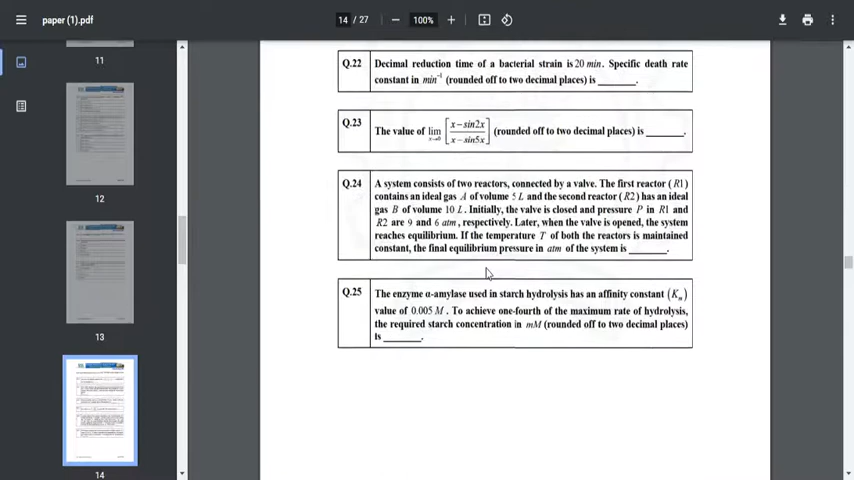 paper (1).pdf
14 / 27
100%
11
12
13
14
Q.22 Decimal reduction time of a bacterial strain is 20 min. Specific death rate
constant in min⁻¹ (rounded off to two decimal places) is ______.
Q.23 The value of lim x→0 [x−sin2x / x−sin5x] (rounded off to two decimal places) is ______.
Q.24 A system consists of two reactors, connected by a valve. The first reactor (R1)
contains an ideal gas A of volume 5 L and the second reactor (R2) has an ideal
gas B of volume 10 L. Initially, the valve is closed and pressure P in R1 and
R2 are 9 and 6 atm, respectively. Later, when the valve is opened, the system
reaches equilibrium. If the temperature T of both the reactors is maintained
constant, the final equilibrium pressure in atm of the system is ______.
Q.25 The enzyme α-amylase used in starch hydrolysis has an affinity constant (Km)
value of 0.005 M. To achieve one-fourth of the maximum rate of hydrolysis,
the required starch concentration in mM (rounded off to two decimal places)
is ______.